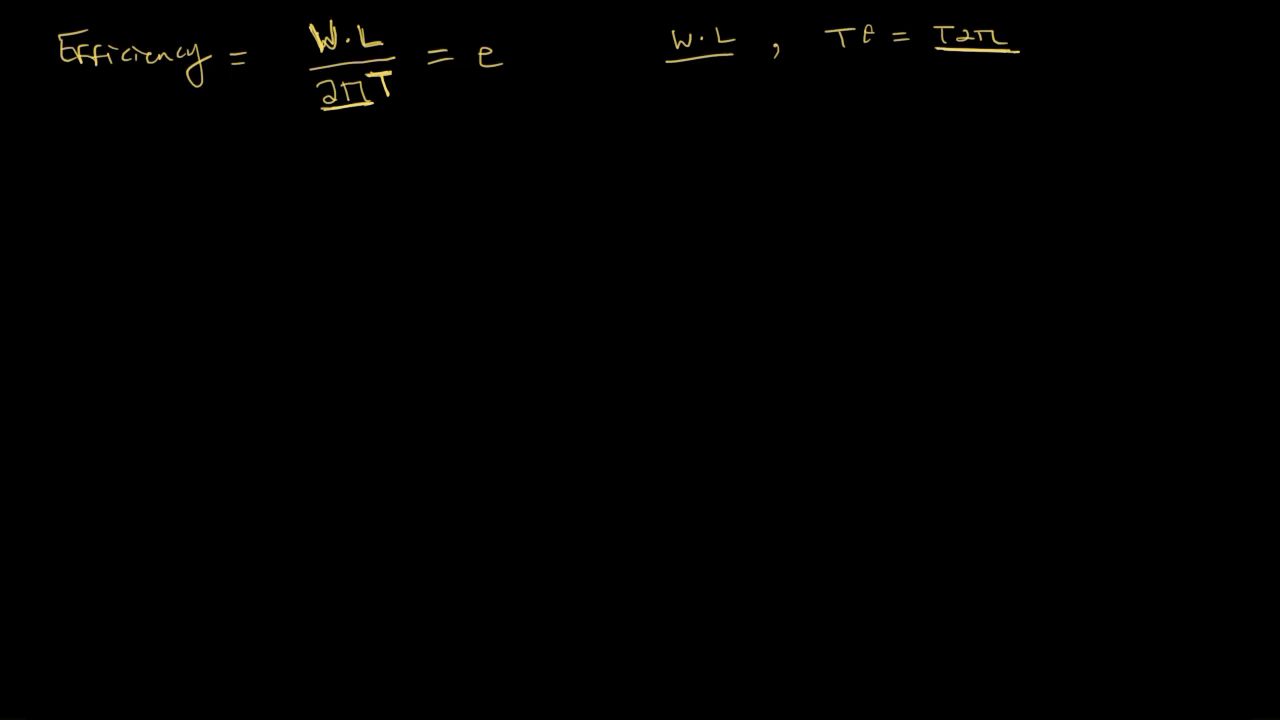 Efficiency = W.L / 2πT = e
W.L , Tθ = T2π